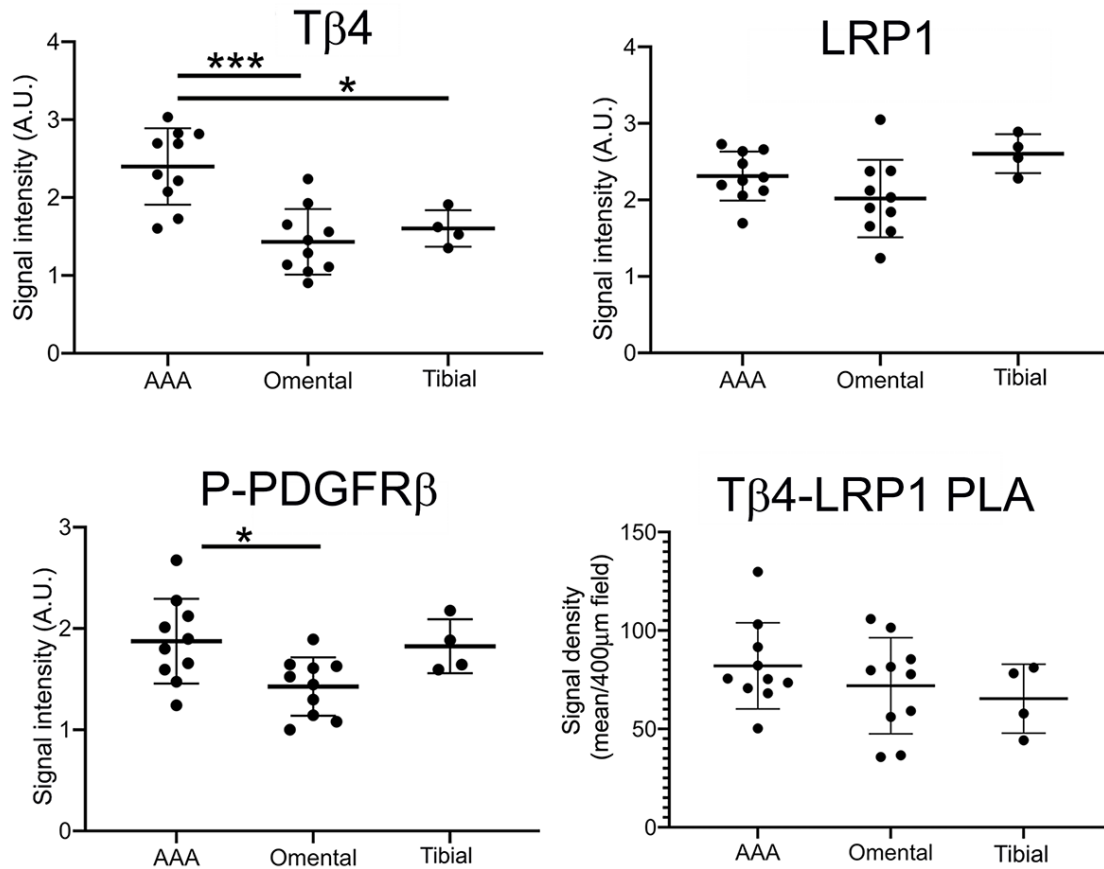 Tβ4
4
3
2
1
0
Signal intensity (A.U.)
***
*
AAA Omental Tibial
LRP1
4
3
2
1
0
Signal intensity (A.U.)
AAA Omental Tibial
P-PDGFRβ
3
2
1
0
Signal intensity (A.U.)
*
AAA Omental Tibial
Tβ4-LRP1 PLA
150
100
50
0
Signal density
(mean/400µm field)
AAA Omental Tibial